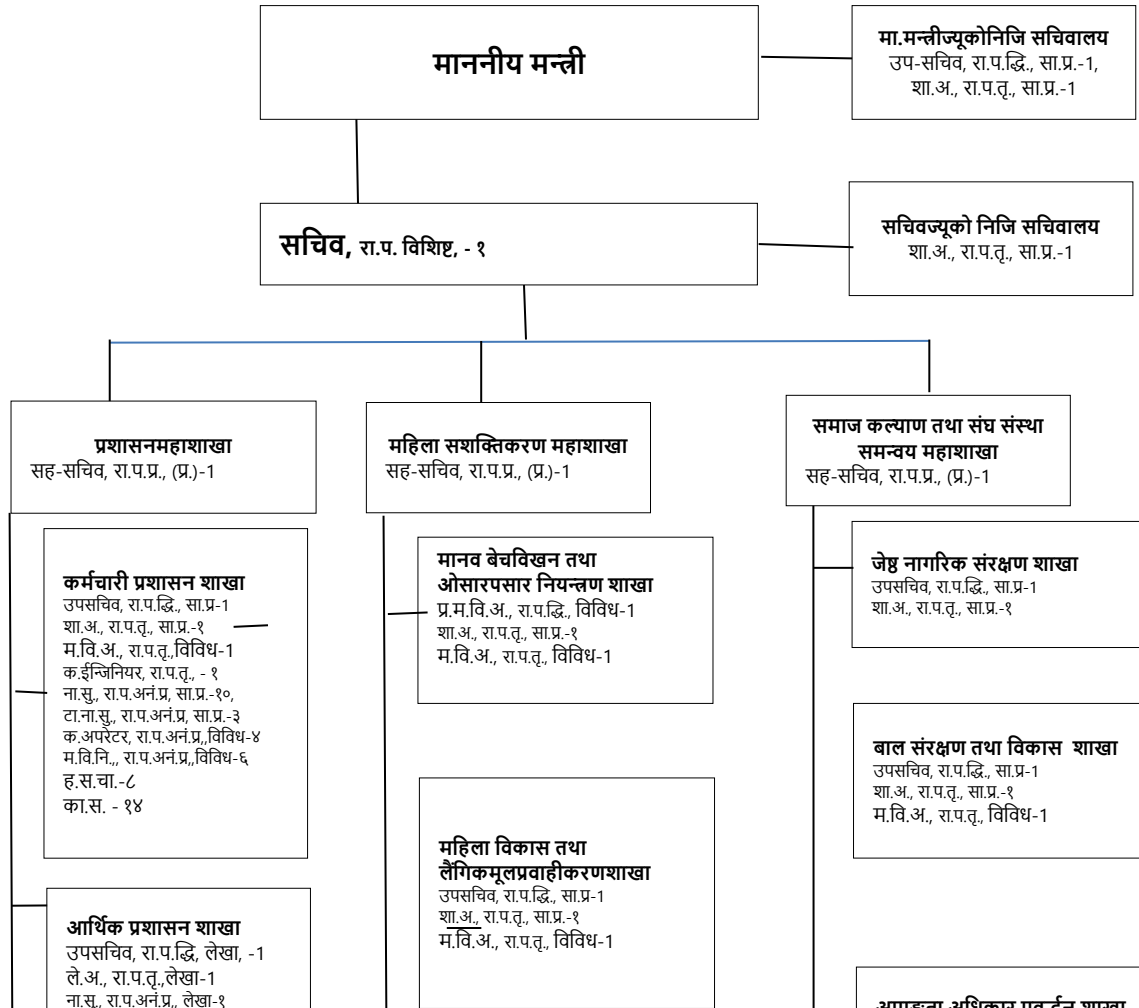 माननीय मन्त्री
मा.मन्त्रीज्यूकोनिजि सचिवालय
उप-सचिव, रा.प.द्धि., सा.प्र.-1,
शा.अ., रा.प.तृ., सा.प्र.-1
सचिव, रा.प. विशिष्ट, - १
सचिवज्यूको निजि सचिवालय
शा.अ., रा.प.तृ., सा.प्र.-1
प्रशासनमहाशाखा
सह-सचिव, रा.प.प्र., (प्र.)-1
महिला सशक्तिकरण महाशाखा
सह-सचिव, रा.प.प्र., (प्र.)-1
समाज कल्याण तथा संघ संस्था
समन्वय महाशाखा
सह-सचिव, रा.प.प्र., (प्र.)-1
कर्मचारी प्रशासन शाखा
उपसचिव, रा.प.द्धि., सा.प्र-1
शा.अ., रा.प.तृ., सा.प्र.-१
म.वि.अ., रा.प.तृ.,विविध-1
क.ईन्जिनियर, रा.प.तृ., - १
ना.सु., रा.प.अनं.प्र, सा.प्र.-१०,
टा.ना.सु., रा.प.अनं.प्र, सा.प्र.-३
क.अपरेटर, रा.प.अनं.प्र,,विविध-४
म.वि.नि.,, रा.प.अनं.प्र,,विविध-६
ह.स.चा.-८
का.स. - १४
आर्थिक प्रशासन शाखा
उपसचिव, रा.प.द्धि, लेखा, -1
ले.अ., रा.प.तृ.,लेखा-1
ना.सु., रा.प.अनं.प्र,, लेखा-१
मानव बेचविखन तथा
ओसारपसार नियन्त्रण शाखा
प्र.म.वि.अ., रा.प.द्धि., विविध-1
शा.अ., रा.प.तृ., सा.प्र.-१
म.वि.अ., रा.प.तृ., विविध-1
महिला विकास तथा
लैंगिकमूलप्रवाहीकरणशाखा
उपसचिव, रा.प.द्धि., सा.प्र-1
शा.अ., रा.प.तृ., सा.प्र.-१
म.वि.अ., रा.प.तृ., विविध-1
जेष्ठ नागरिक संरक्षण शाखा
उपसचिव, रा.प.द्धि., सा.प्र-1
शा.अ., रा.प.तृ., सा.प्र.-१
बाल संरक्षण तथा विकास शाखा
उपसचिव, रा.प.द्धि., सा.प्र-1
शा.अ., रा.प.तृ., सा.प्र.-१
म.वि.अ., रा.प.तृ., विविध-1